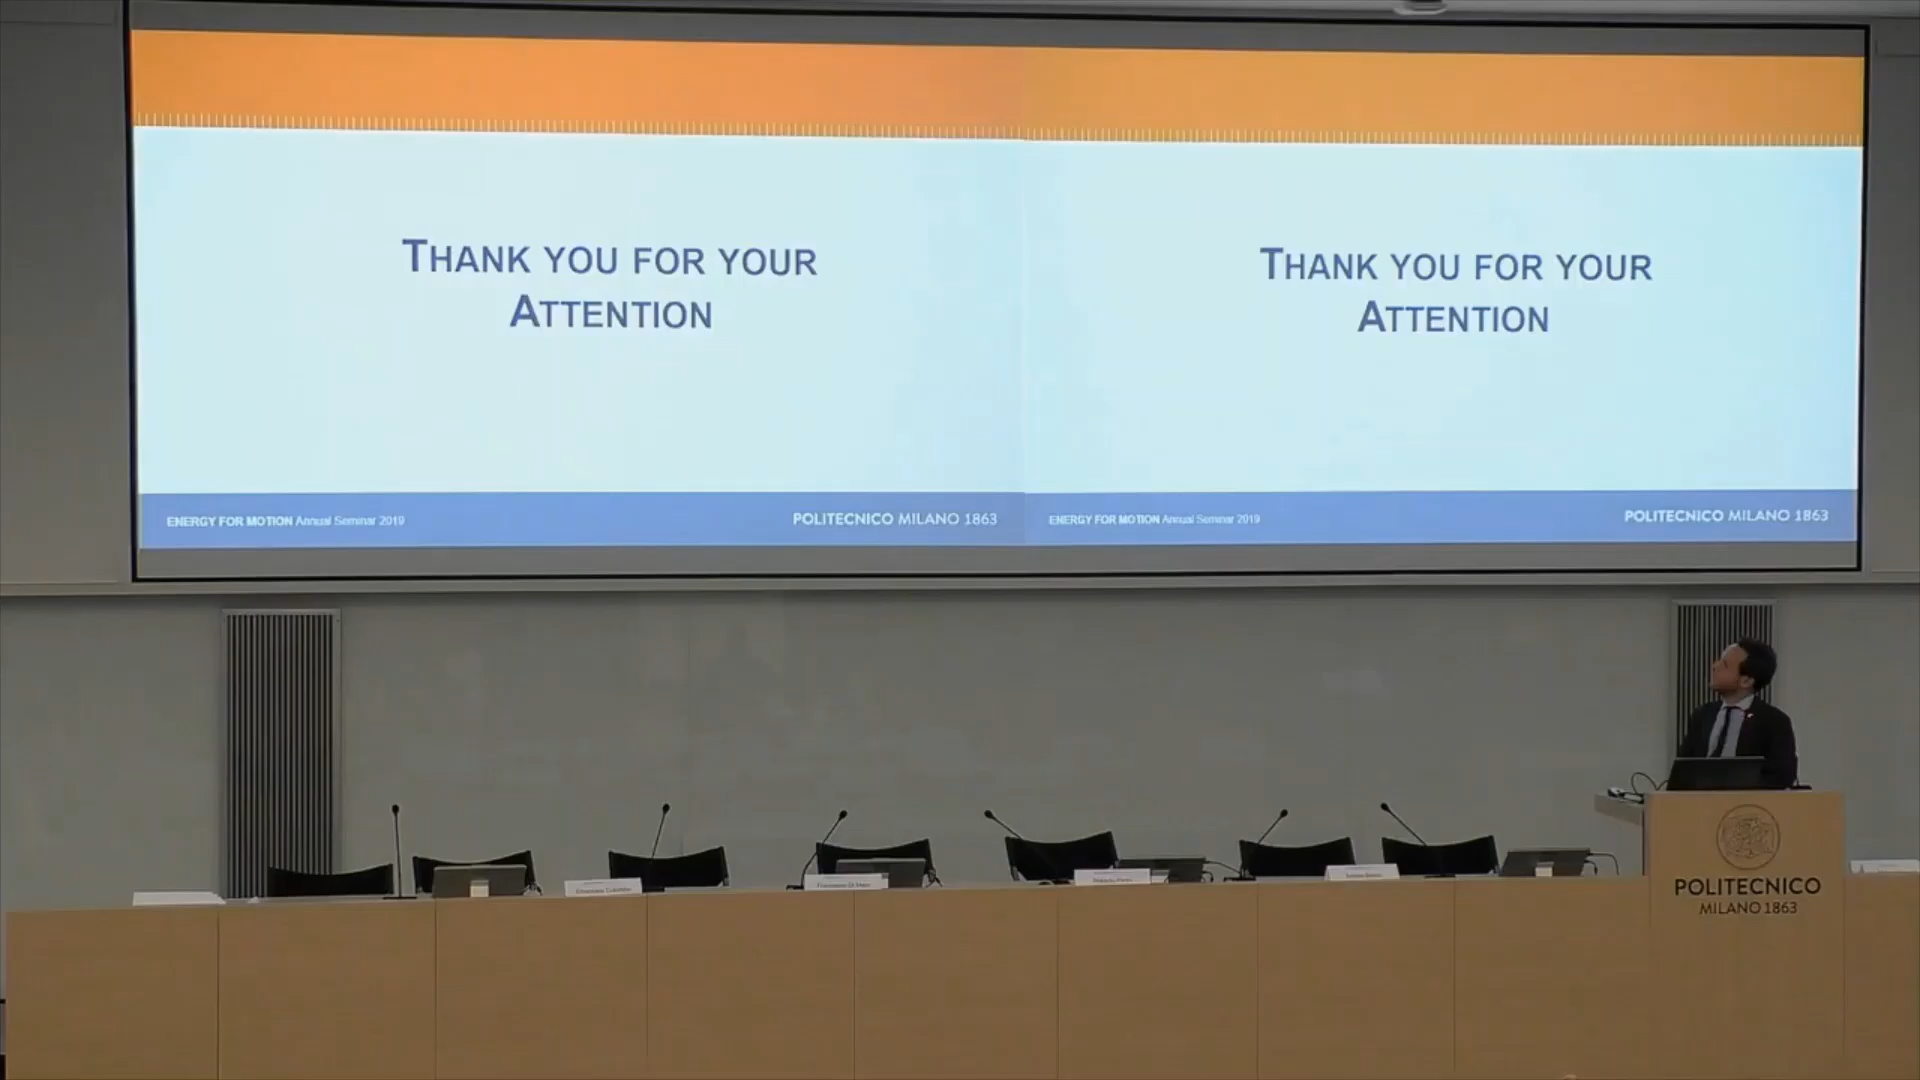 THANK YOU FOR YOUR
ATTENTION
ENERGY FOR MOTION Annual Seminar 2019
POLITECNICO MILANO 1863
THANK YOU FOR YOUR
ATTENTION
ENERGY FOR MOTION Annual Seminar 2019
POLITECNICO MILANO 1863
POLITECNICO
MILANO 1863